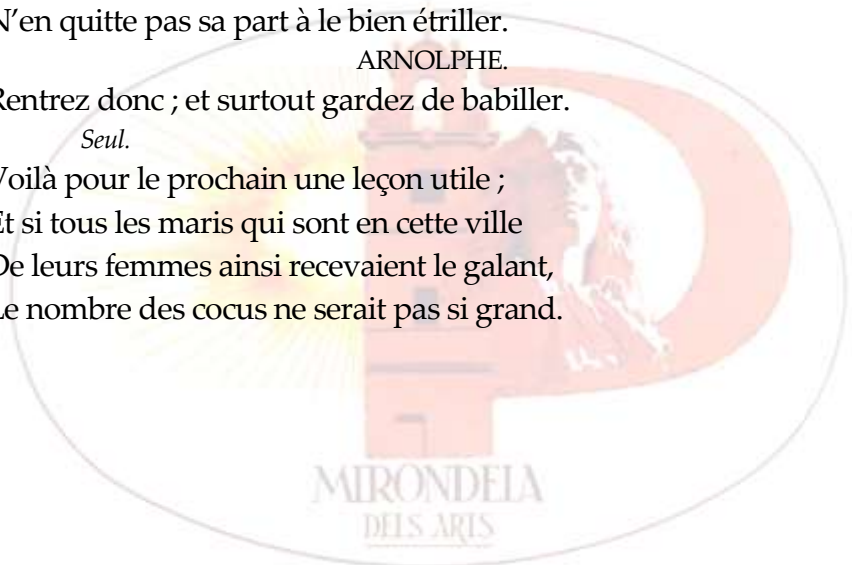 N’en quitte pas sa part à le bien étriller.
ARNOLPHE.
Rentrez donc ; et surtout gardez de babiller.
Seul.
Voilà pour le prochain une leçon utile ;
Et si tous les maris qui sont en cette ville
De leurs femmes ainsi recevaient le galant,
Le nombre des cocus ne serait pas si grand.
MIRONDELA
DELS ARTS